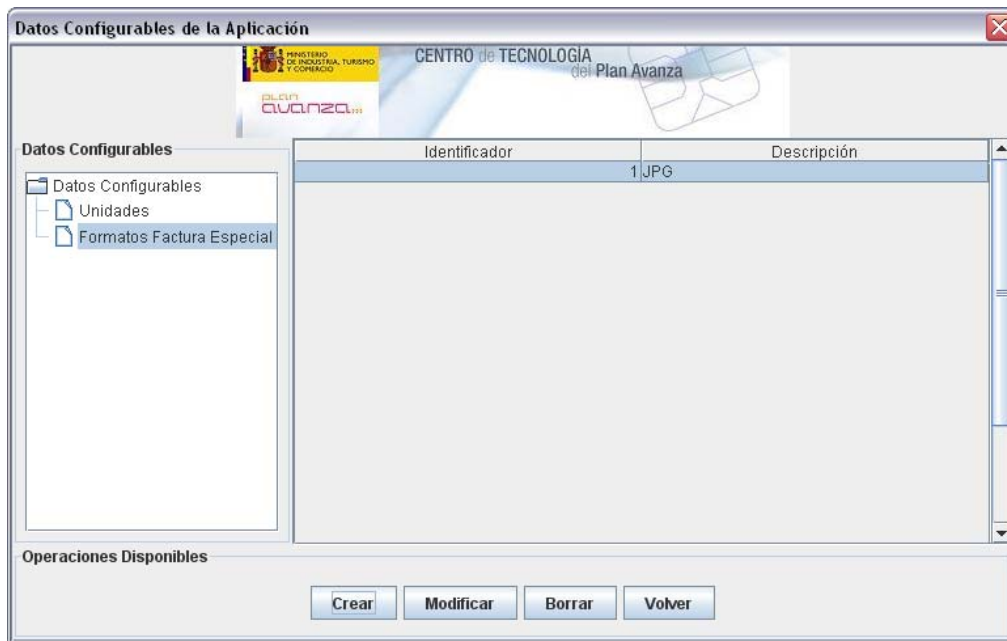 Datos Configurables de la Aplicación
MINISTERIO
DE INDUSTRIA, TURISMO
Y COMERCIO
CENTRO de TECNOLOGÍA
del Plan Avanza
PLAN
avanza
Datos Configurables
Identificador Descripción
1 JPG
Datos Configurables
Unidades
Formatos Factura Especial
Operaciones Disponibles
Crear Modificar Borrar Volver